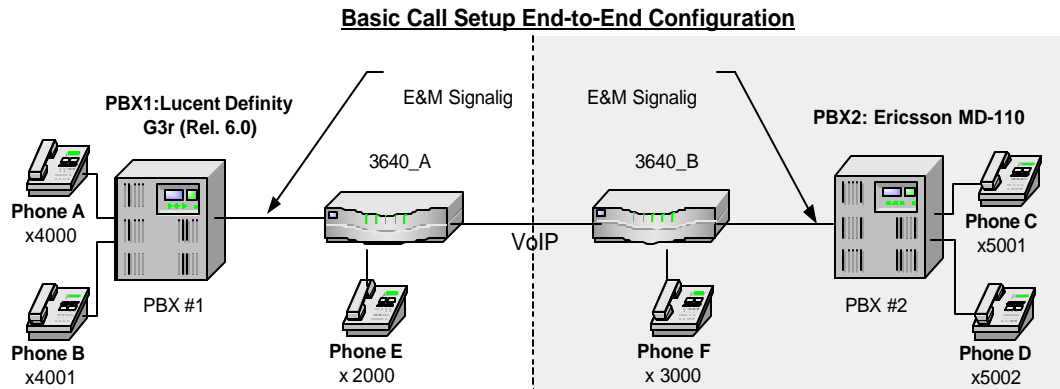 Basic Call Setup End-to-End Configuration
E&M Signalig
E&M Signalig
PBX1:Lucent Definity
G3r (Rel. 6.0)
PBX2: Ericsson MD-110
3640_A
3640_B
Phone A
x4000
Phone C
x5001
VoIP
PBX #1
PBX #2
Phone B
x4001
Phone E
x 2000
Phone F
x 3000
Phone D
x5002